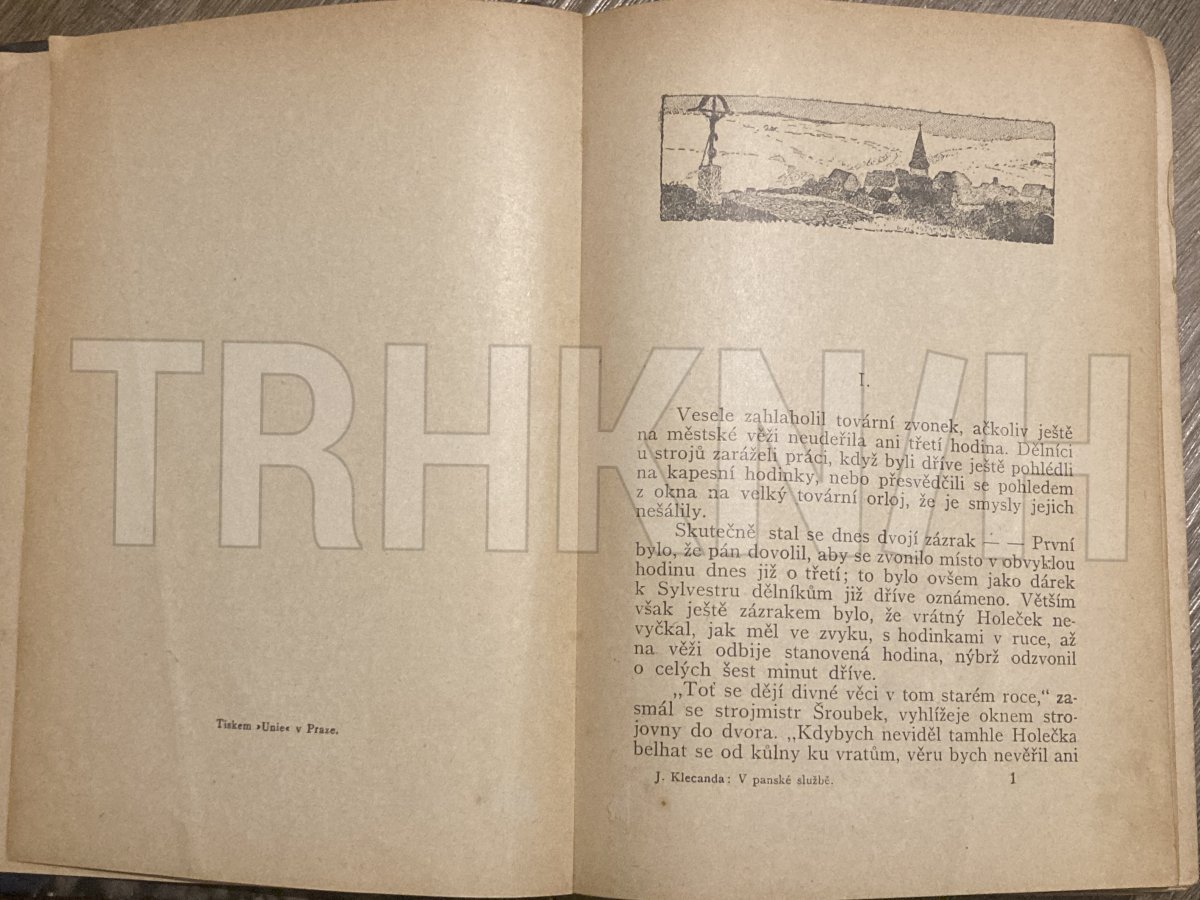 Tiskem »Unie« v Praze.
I.
Vesele zahlaholil tovární zvonek, ačkoliv ještě
na městské věži neudeřila ani třetí hodina. Dělníci
u strojů zaráželi práci, když byli dříve ještě pohlédli
na kapesní hodinky, nebo přesvědčili se pohledem
z okna na velký tovární orloj, že je smysly jejich
nešálily.
Skutečně stal se dnes dvojí zázrak — — První
bylo, že pán dovolil, aby se zvonilo místo v obvyklou
hodinu dnes již o třetí; to bylo ovšem jako dárek
k Sylvestru dělníkům již dříve oznámeno. Větším
však ještě zázrakem bylo, že vrátný Holeček ne-
vyčkal, jak měl ve zvyku, s hodinkami v ruce, až
na věži odbije stanovená hodina, nýbrž odzvonil
o celých šest minut dříve.
„Toť se dějí divné věci v tom starém roce,“ za-
smál se strojmistr Šroubek, vyhlížeje oknem stro-
jovny do dvora. „Kdybych neviděl tamhle Holečka
belhat se od kůlny ku vratům, věru bych nevěřil ani
J. Klecanda: V panské službě. 1
TRHKNIH